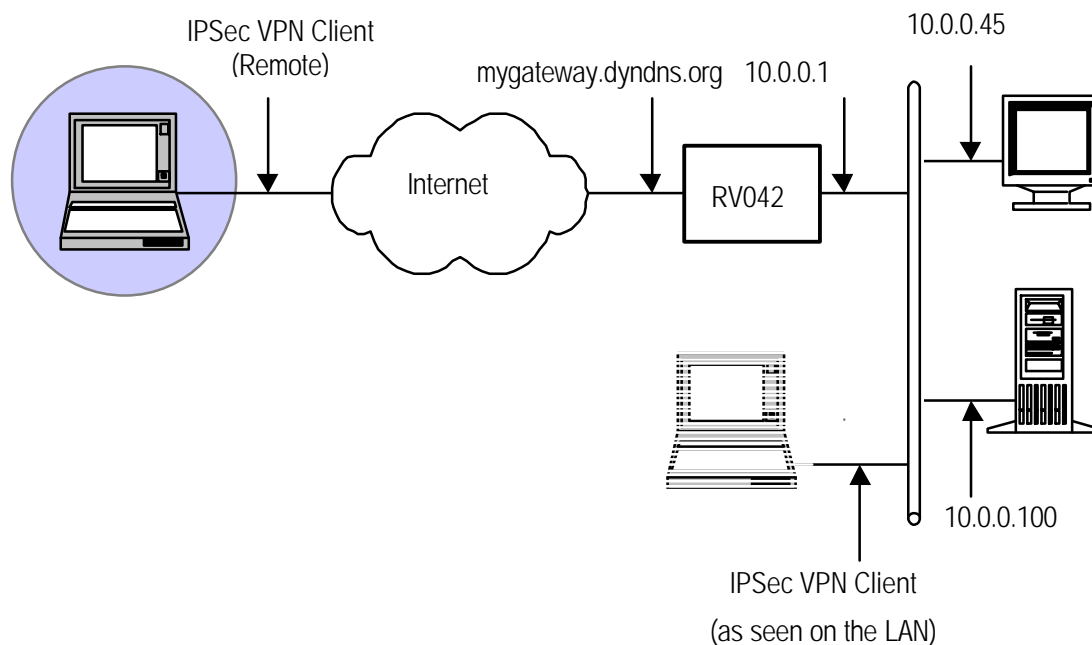 IPSec VPN Client
(Remote)
mygateway.dyndns.org
10.0.0.1
10.0.0.45
Internet
RV042
10.0.0.100
IPSec VPN Client
(as seen on the LAN)